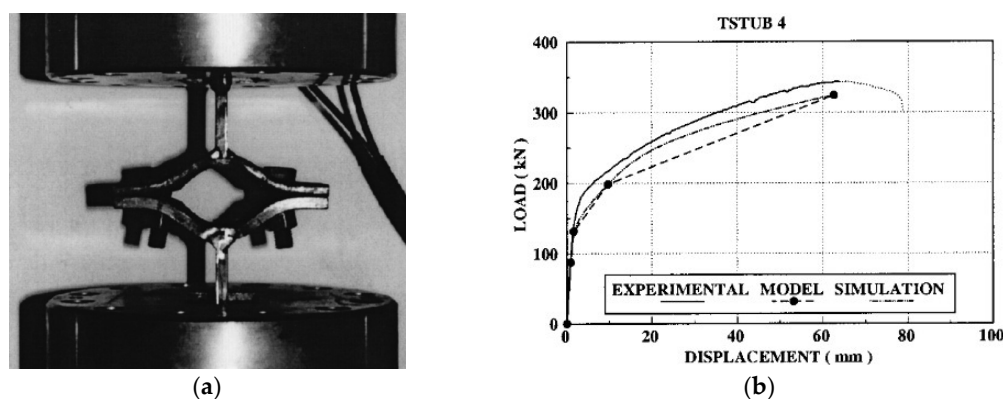 TSTUB 4
400
300
200
100
0
LOAD ( kN )
EXPERIMENTAL MODEL SIMULATION
0 20 40 60 80 100
DISPLACEMENT ( mm )
(a) (b)